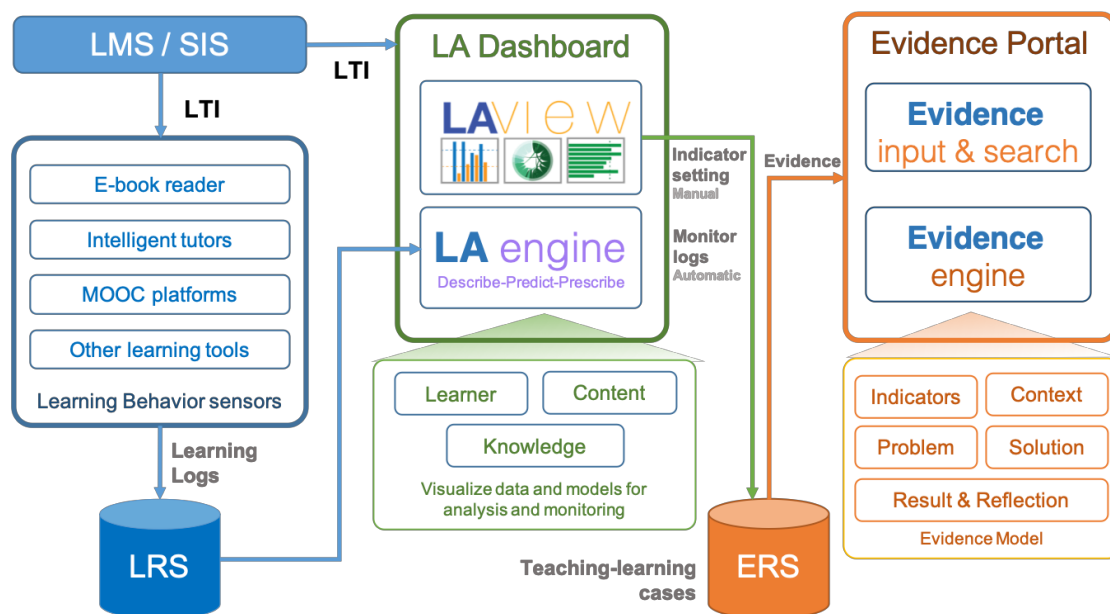 LMS / SIS
LTI
LTI
E-book reader
Intelligent tutors
MOOC platforms
Other learning tools
Learning Behavior sensors
Learning
Logs
LRS
LA Dashboard
LAVIEW
LA engine
Describe-Predict-Prescribe
Learner
Content
Knowledge
Visualize data and models for
analysis and monitoring
Indicator
setting
Manual
Monitor
logs
Automatic
Teaching-learning
cases
ERS
Evidence
Evidence Portal
Evidence
input & search
Evidence
engine
Indicators
Context
Problem
Solution
Result & Reflection
Evidence Model